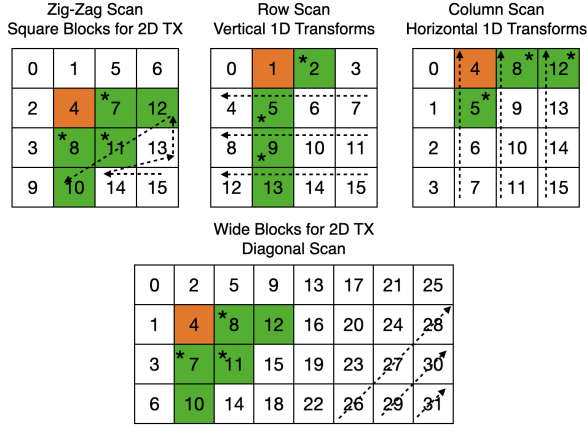 Zig-Zag Scan
Square Blocks for 2D TX
0 1 5 6
2 4 *7 12
3 *8 *11 13
9 10 14 15
Row Scan
Vertical 1D Transforms
0 1 *2 3
4 *5 6 7
8 *9 10 11
12 13 14 15
Column Scan
Horizontal 1D Transforms
0 4 8* 12*
1 5* 9 13
2 6 10 14
3 7 11 15
Wide Blocks for 2D TX
Diagonal Scan
0 2 5 9 13 17 21 25
1 4 *8 12 16 20 24 28
3 *7 *11 15 19 23 27 30
6 10 14 18 22 26 29 31